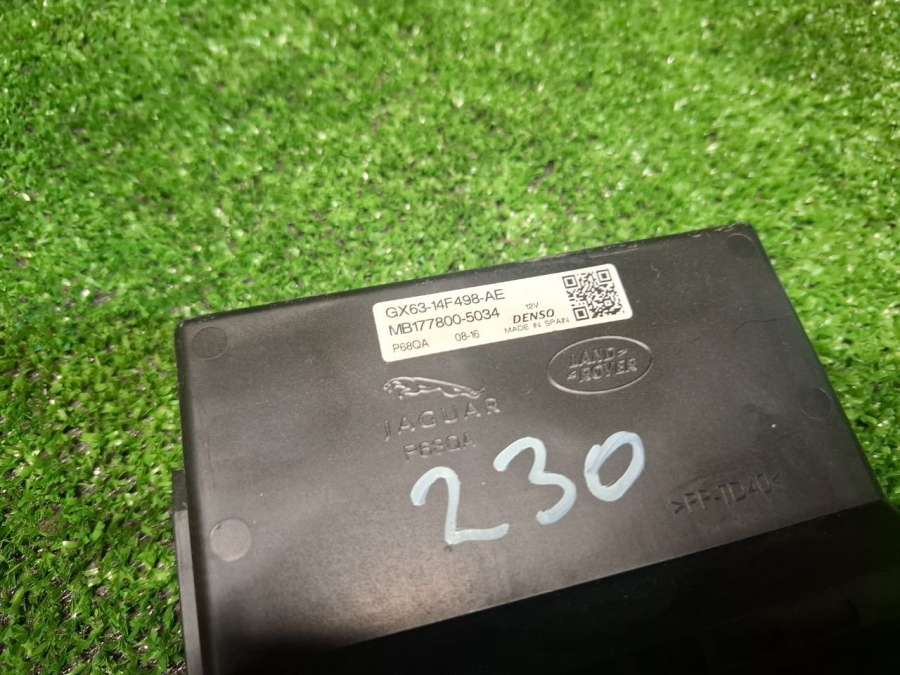 GX63-14F498-AE
MB177800-5034
12V
DENSO
P68QA 08-16 MADE IN SPAIN
LAND
ROVER
JAGUAR
P68QA
230
>PP-TD40<